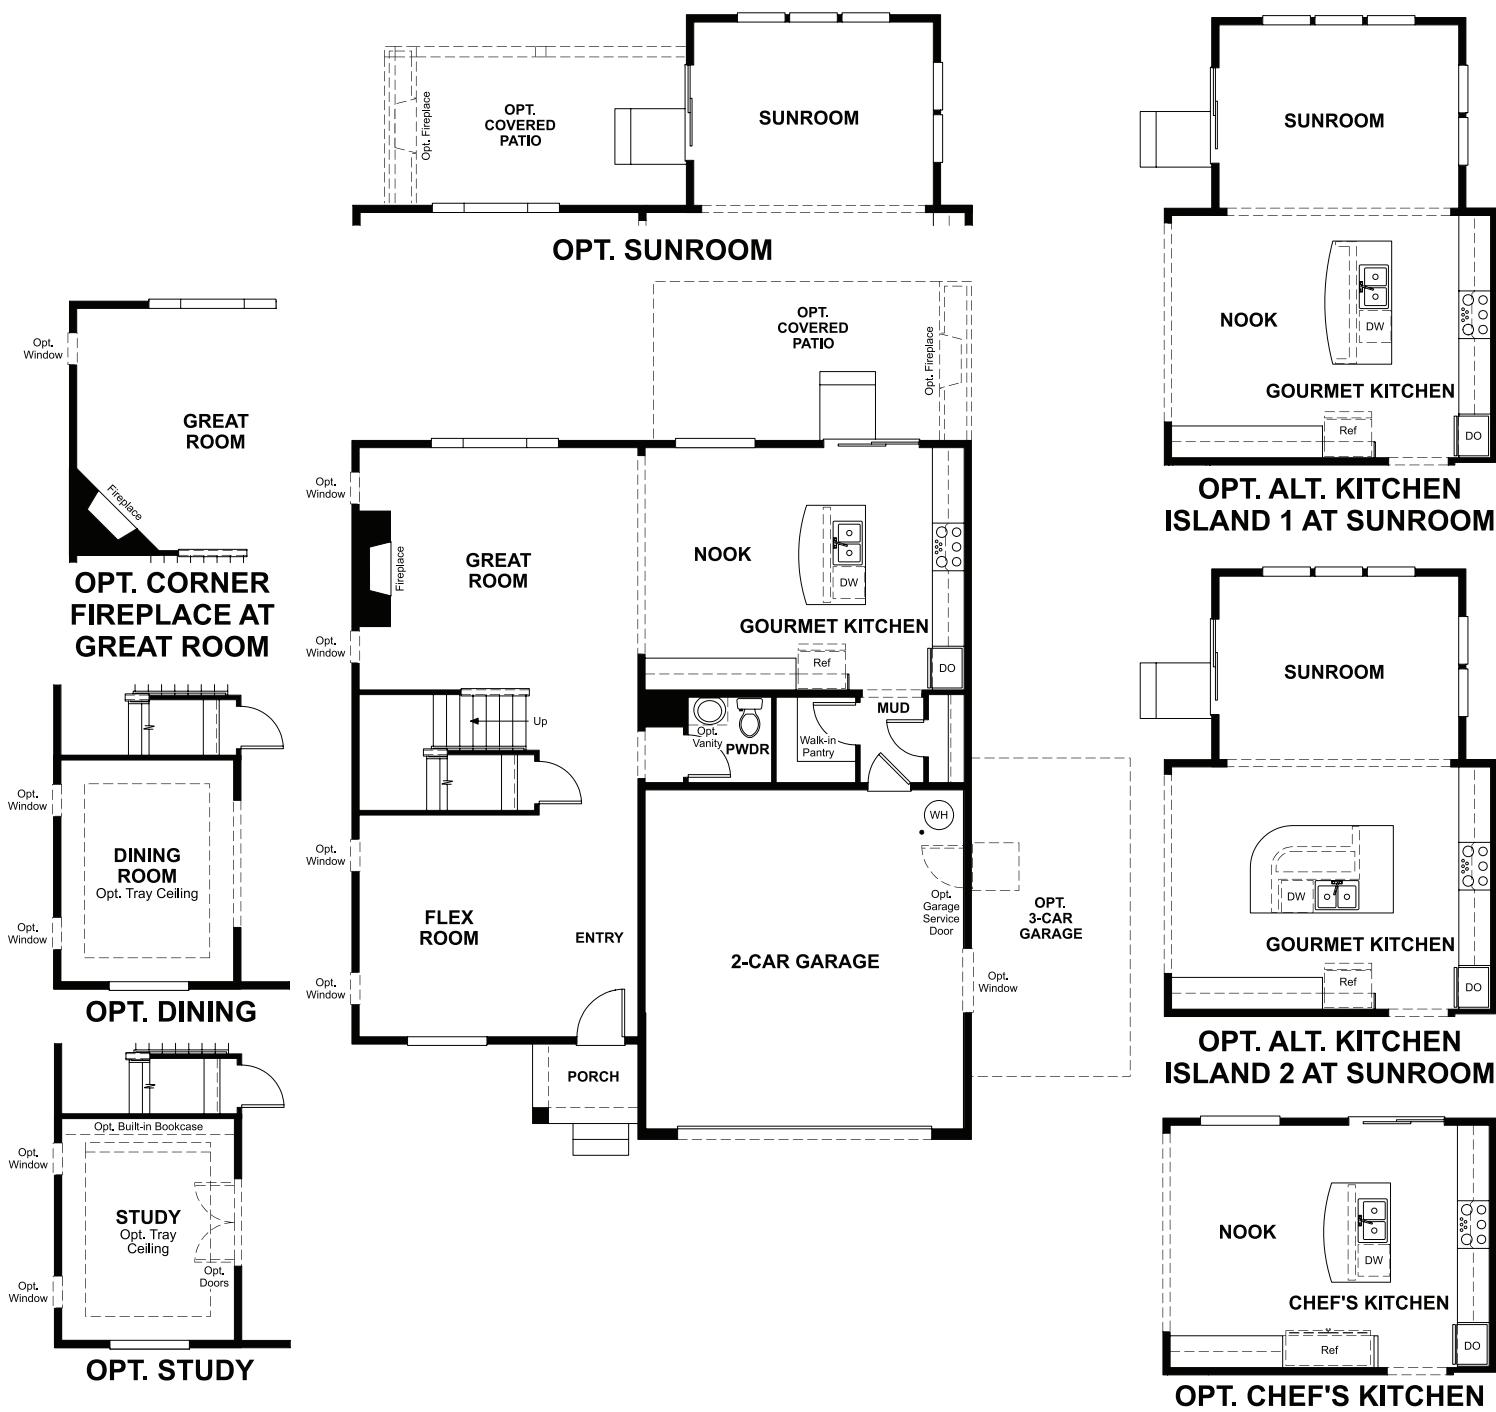 OPT.
COVERED
PATIO
Opt. Fireplace
SUNROOM
OPT. SUNROOM
Opt.
Window
GREAT
ROOM
Fireplace
OPT. CORNER
FIREPLACE AT
GREAT ROOM
Opt.
Window
DINING
ROOM
Opt. Tray Ceiling
Opt.
Window
OPT. DINING
Opt. Built-in Bookcase
Opt.
Window
STUDY
Opt. Tray
Ceiling
Opt.
Doors
Opt.
Window
OPT. STUDY
OPT.
COVERED
PATIO
Opt. Fireplace
Opt.
Window
GREAT
ROOM
Fireplace
Opt.
Window
NOOK
DW
GOURMET KITCHEN
Ref
DO
Up
Opt.
Vanity
PWDR
MUD
Walk-in
Pantry
WH
Opt.
Window
FLEX
ROOM
ENTRY
Opt.
Window
Opt.
Garage
Service
Door
OPT.
3-CAR
GARAGE
2-CAR GARAGE
Opt.
Window
PORCH
SUNROOM
NOOK
DW
GOURMET KITCHEN
Ref
DO
OPT. ALT. KITCHEN
ISLAND 1 AT SUNROOM
SUNROOM
DW
GOURMET KITCHEN
Ref
DO
OPT. ALT. KITCHEN
ISLAND 2 AT SUNROOM
NOOK
DW
CHEF'S KITCHEN
Ref
DO
OPT. CHEF'S KITCHEN